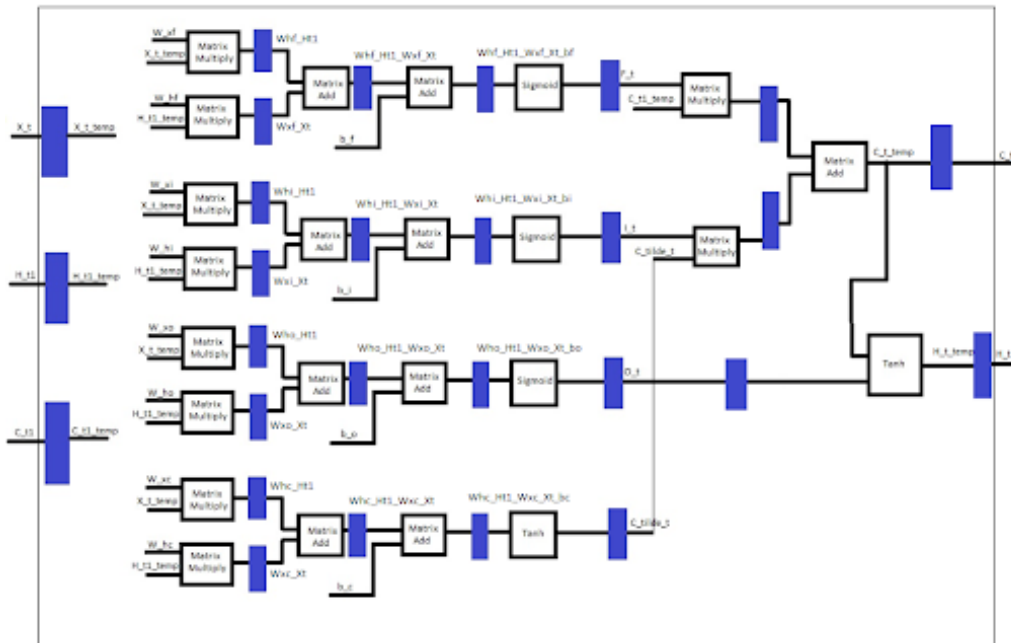 W_xf
X_t_temp
Matrix
Multiply
Whf_Ht1
W_hf
H_t1_temp
Matrix
Multiply
Wxf_Xt
Matrix
Add
Whf_Ht1_Wxf_Xt
b_f
Matrix
Add
Whf_Ht1_Wxf_Xt_bf
Sigmoid
F_t
C_t1_temp
Matrix
Multiply
Matrix
Add
C_t_temp
C_t
X_t
X_t_temp
W_xi
X_t_temp
Matrix
Multiply
Whi_Ht1
W_hi
H_t1_temp
Matrix
Multiply
Wxi_Xt
Matrix
Add
Whi_Ht1_Wxi_Xt
b_i
Matrix
Add
Whi_Ht1_Wxi_Xt_bi
Sigmoid
I_t
C_tilde_t
Matrix
Multiply
H_t1
H_t1_temp
W_xo
X_t_temp
Matrix
Multiply
Who_Ht1
W_ho
H_t1_temp
Matrix
Multiply
Wxo_Xt
Matrix
Add
Who_Ht1_Wxo_Xt
b_o
Matrix
Add
Who_Ht1_Wxo_Xt_bo
Sigmoid
O_t
Tanh
H_t_temp
H_t
C_t1
C_t1_temp
W_xc
X_t_temp
Matrix
Multiply
Whc_Ht1
W_hc
H_t1_temp
Matrix
Multiply
Wxc_Xt
Matrix
Add
Whc_Ht1_Wxc_Xt
b_c
Matrix
Add
Whc_Ht1_Wxc_Xt_bc
Tanh
C_tilde_t